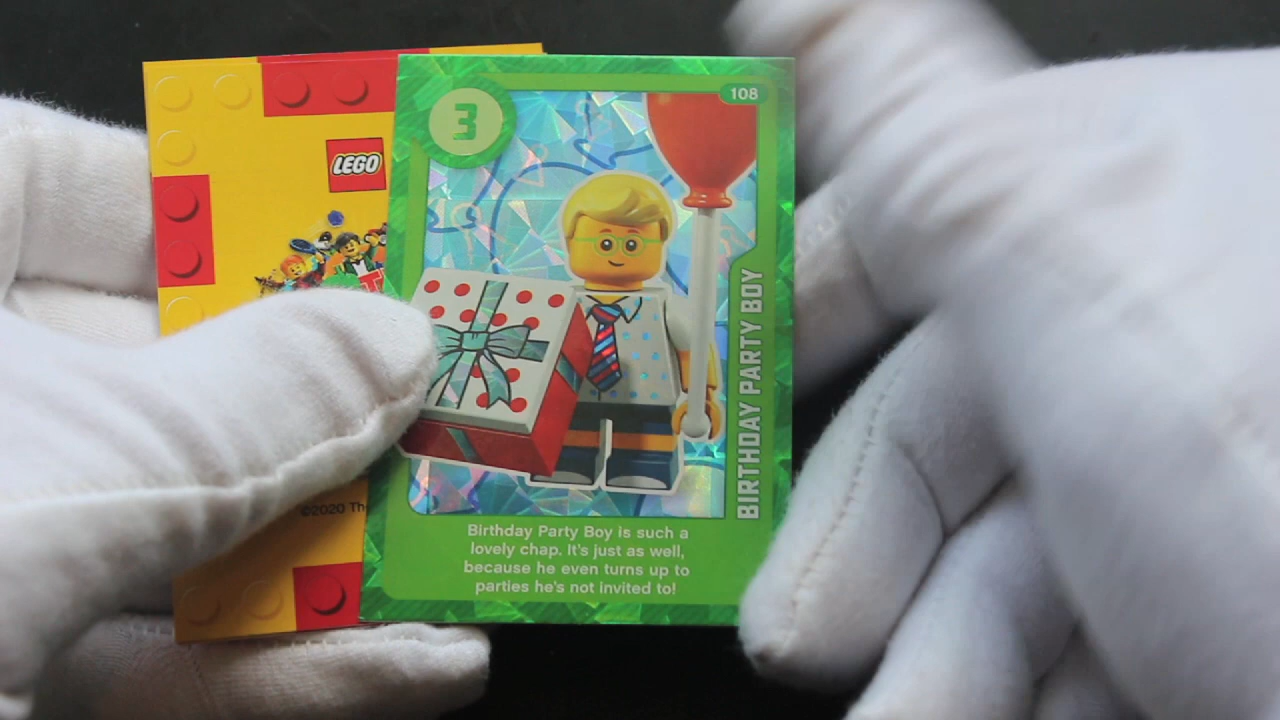 LEGO
©2020 Th
3
108
BIRTHDAY PARTY BOY
Birthday Party Boy is such a
lovely chap. It's just as well,
because he even turns up to
parties he's not invited to!